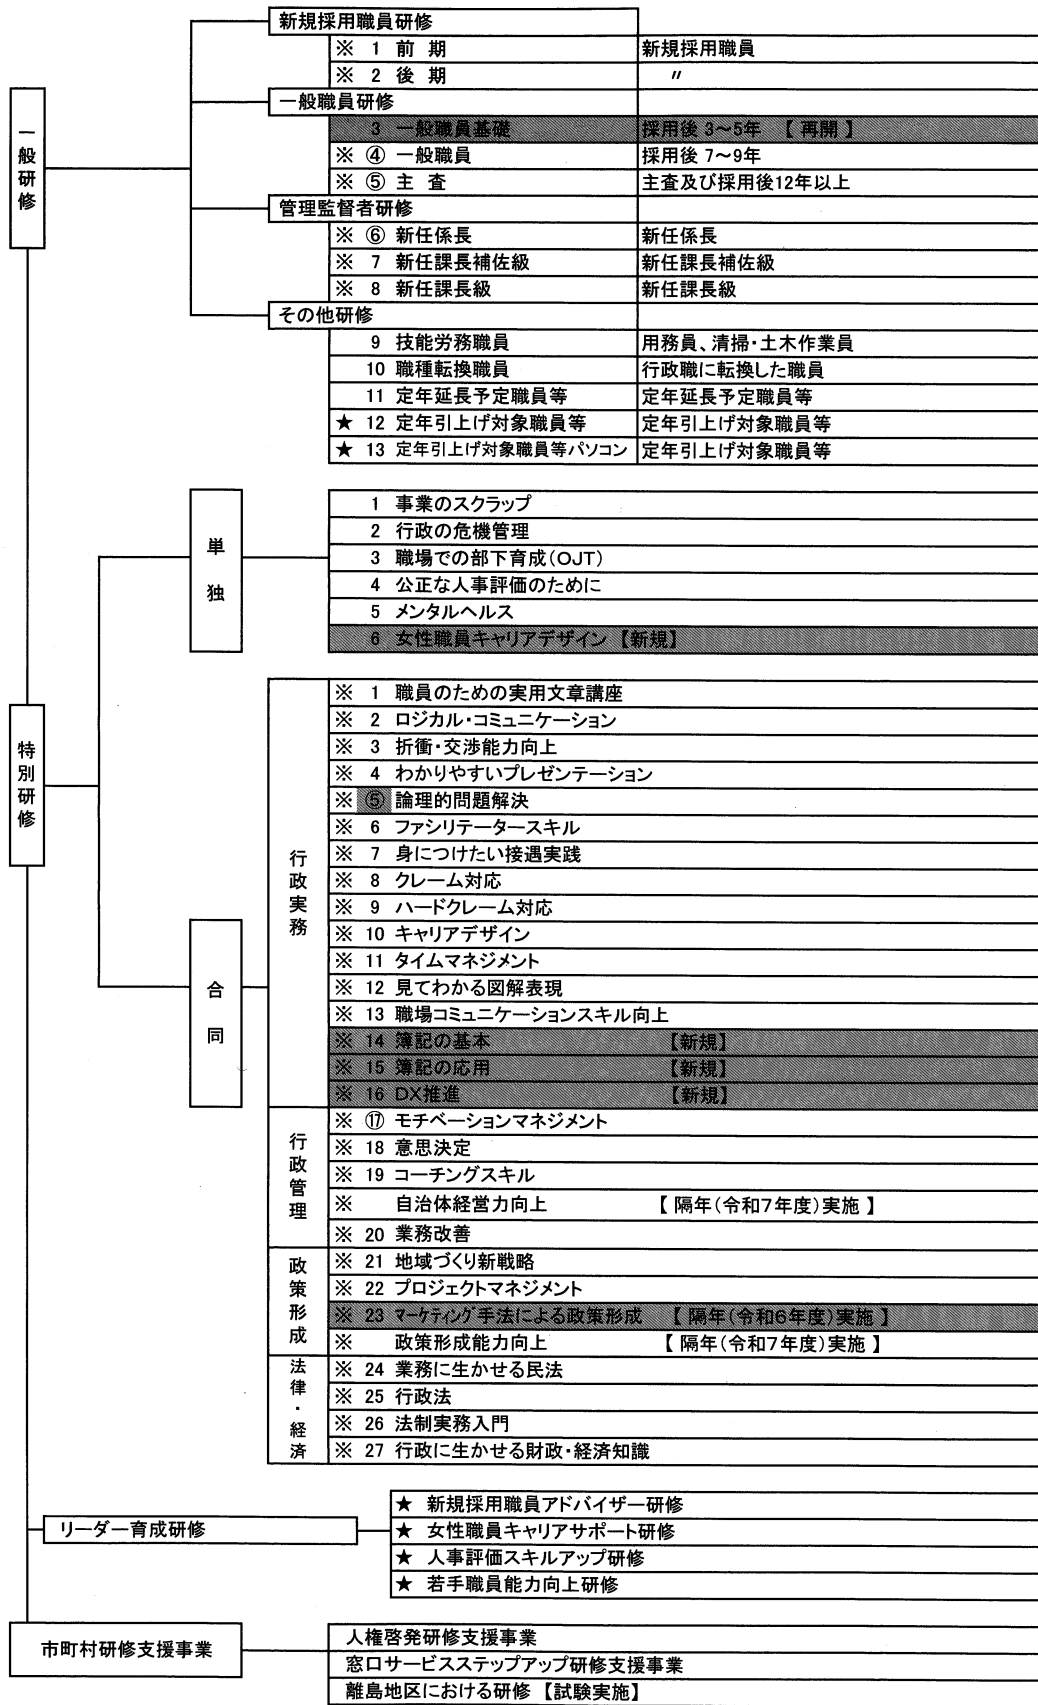 一般研修
新規採用職員研修
※ 1 前 期 新規採用職員
※ 2 後 期 〃
一般職員研修
3 一般職員基礎 採用後 3～5年 【 再開 】
※ ④ 一般職員 採用後 7～9年
※ ⑤ 主 査 主査及び採用後12年以上
管理監督者研修
※ ⑥ 新任係長 新任係長
※ 7 新任課長補佐級 新任課長補佐級
※ 8 新任課長級 新任課長級
その他研修
9 技能労務職員 用務員、清掃・土木作業員
10 職種転換職員 行政職に転換した職員
11 定年延長予定職員等 定年延長予定職員等
★ 12 定年引上げ対象職員等 定年引上げ対象職員等
★ 13 定年引上げ対象職員等パソコン 定年引上げ対象職員等
特別研修
単独
1 事業のスクラップ
2 行政の危機管理
3 職場での部下育成(OJT)
4 公正な人事評価のために
5 メンタルヘルス
6 女性職員キャリアデザイン 【新規】
合同
行政実務
※ 1 職員のための実用文章講座
※ 2 ロジカル・コミュニケーション
※ 3 折衝・交渉能力向上
※ 4 わかりやすいプレゼンテーション
※ ⑤ 論理的問題解決
※ 6 ファシリテータースキル
※ 7 身につけたい接遇実践
※ 8 クレーム対応
※ 9 ハードクレーム対応
※ 10 キャリアデザイン
※ 11 タイムマネジメント
※ 12 見てわかる図解表現
※ 13 職場コミュニケーションスキル向上
※ 14 簿記の基本 【新規】
※ 15 簿記の応用 【新規】
※ 16 DX推進 【新規】
行政管理
※ ⑰ モチベーションマネジメント
※ 18 意思決定
※ 19 コーチングスキル
※ 自治体経営力向上 【 隔年(令和7年度)実施 】
※ 20 業務改善
政策形成
※ 21 地域づくり新戦略
※ 22 プロジェクトマネジメント
※ 23 マーケティング手法による政策形成 【 隔年(令和6年度)実施 】
※ 政策形成能力向上 【 隔年(令和7年度)実施 】
法律・経済
※ 24 業務に生かせる民法
※ 25 行政法
※ 26 法制実務入門
※ 27 行政に生かせる財政・経済知識
リーダー育成研修
★ 新規採用職員アドバイザー研修
★ 女性職員キャリアサポート研修
★ 人事評価スキルアップ研修
★ 若手職員能力向上研修
市町村研修支援事業
人権啓発研修支援事業
窓口サービスステップアップ研修支援事業
離島地区における研修 【試験実施】